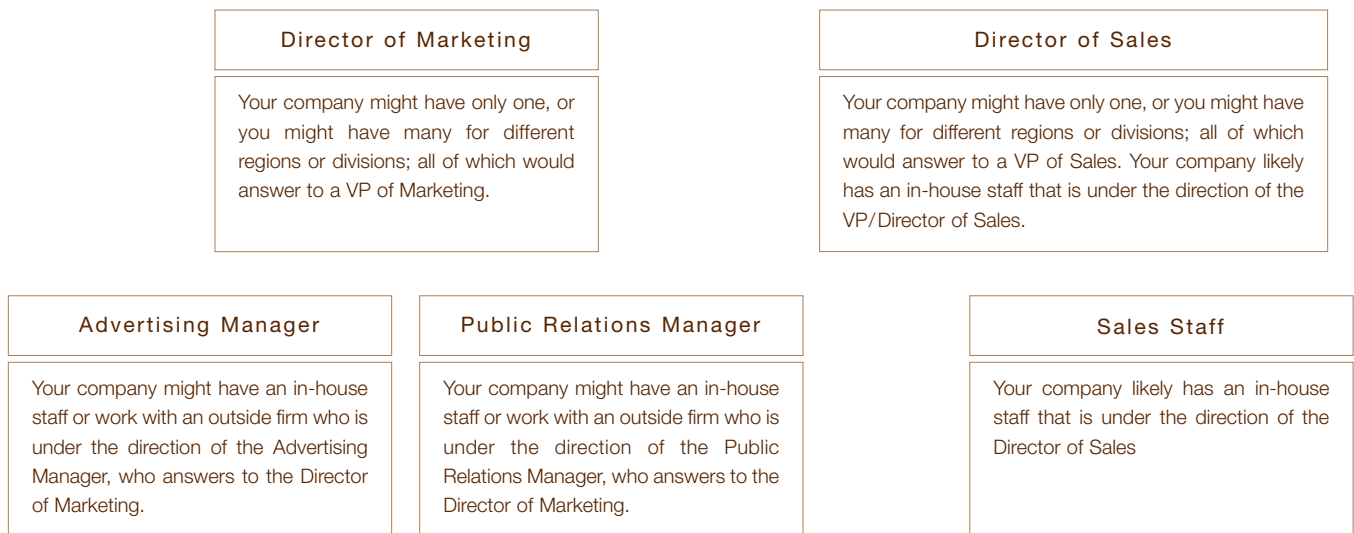 Director of Marketing
Your company might have only one, or
you might have many for different
regions or divisions; all of which would
answer to a VP of Marketing.
Director of Sales
Your company might have only one, or you might have
many for different regions or divisions; all of which
would answer to a VP of Sales. Your company likely
has an in-house staff that is under the direction of the
VP/Director of Sales.
Advertising Manager
Your company might have an in-house
staff or work with an outside firm who is
under the direction of the Advertising
Manager, who answers to the Director
of Marketing.
Public Relations Manager
Your company might have an in-house
staff or work with an outside firm who is
under the direction of the Public
Relations Manager, who answers to the
Director of Marketing.
Sales Staff
Your company likely has an in-house
staff that is under the direction of the
Director of Sales